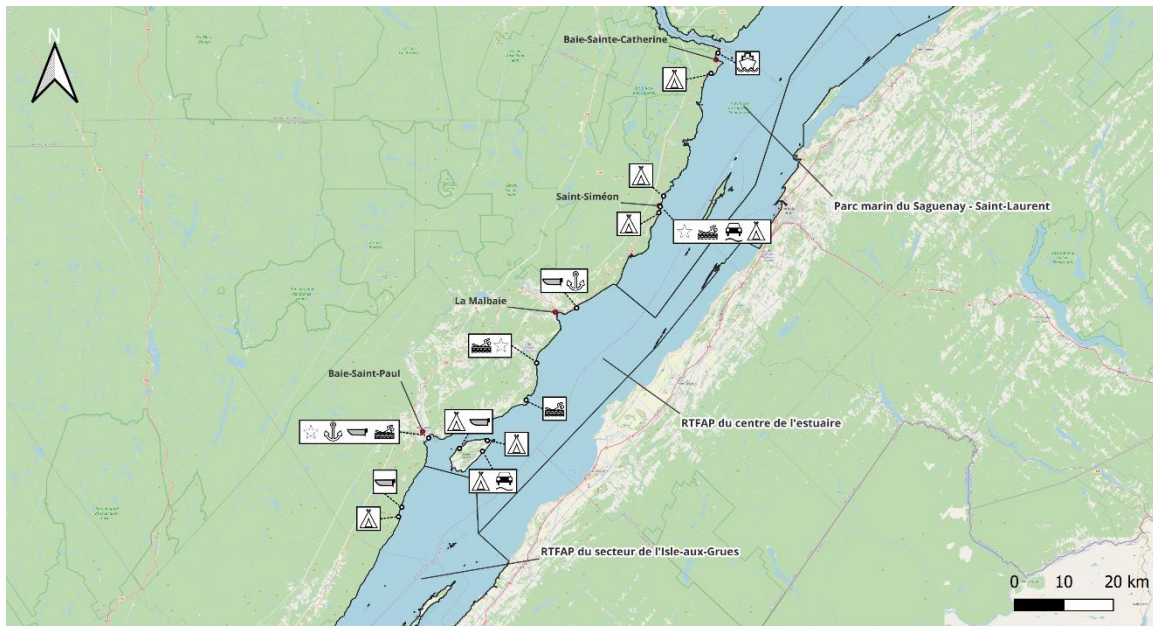 N
Baie-Sainte-Catherine
Saint-Siméon
Parc marin du Saguenay - Saint-Laurent
La Malbaie
Baie-Saint-Paul
RTFAP du centre de l'estuaire
RTFAP du secteur de l'Isle-aux-Grues
0 10 20 km